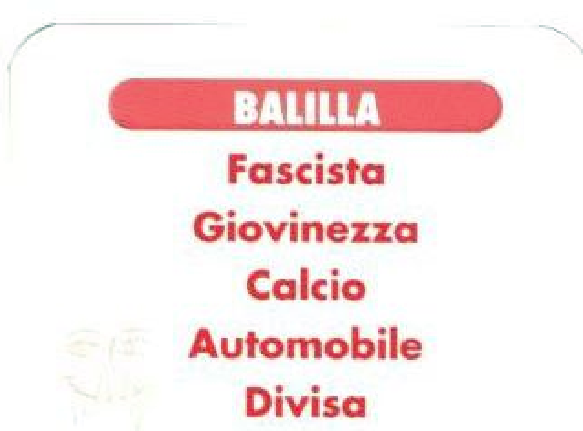 BALILLA
Fascista
Giovinezza
Calcio
Automobile
Divisa